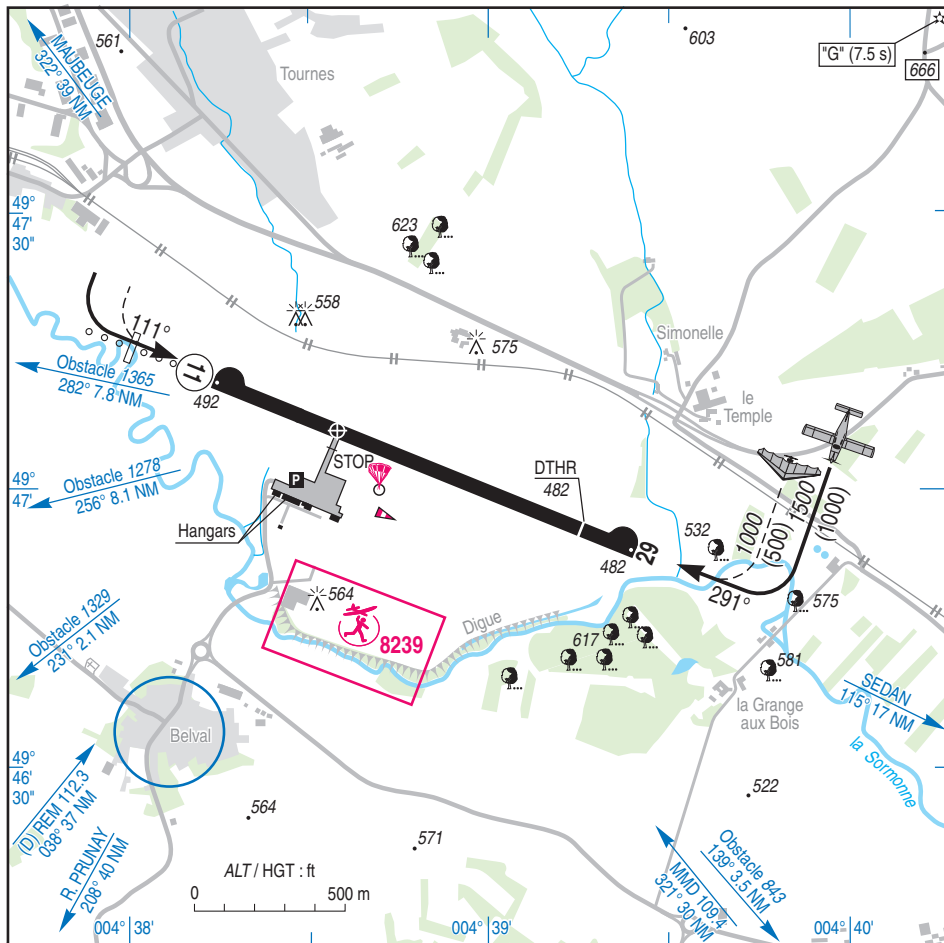 561
603
"G" (7.5 s)
666
MAUBEUGE
322° 39 NM
Tournes
49°
47'
30"
623
558
575
Simonelle
111°
11
Obstacle 1365
282° 7.8 NM
492
le
Temple
STOP
P
DTHR
482
49°
47'
Obstacle 1278
256° 8.1 NM
Hangars
1000
(500)
1500
(1000)
532
29
482
291°
575
564
8239
Digue
617
581
Obstacle 1329
231° 2.1 NM
SEDAN
115° 17 NM
la Grange
aux Bois
Belval
la Sormonne
49°
46'
30"
(D) REM 112.3
038° 37 NM
R. PRUNAY
208° 40 NM
564
571
522
Obstacle 843
139° 3.5 NM
MMD 109.4
321° 30 NM
ALT / HGT : ft
0 500 m
004° 38' 004° 39' 004° 40'